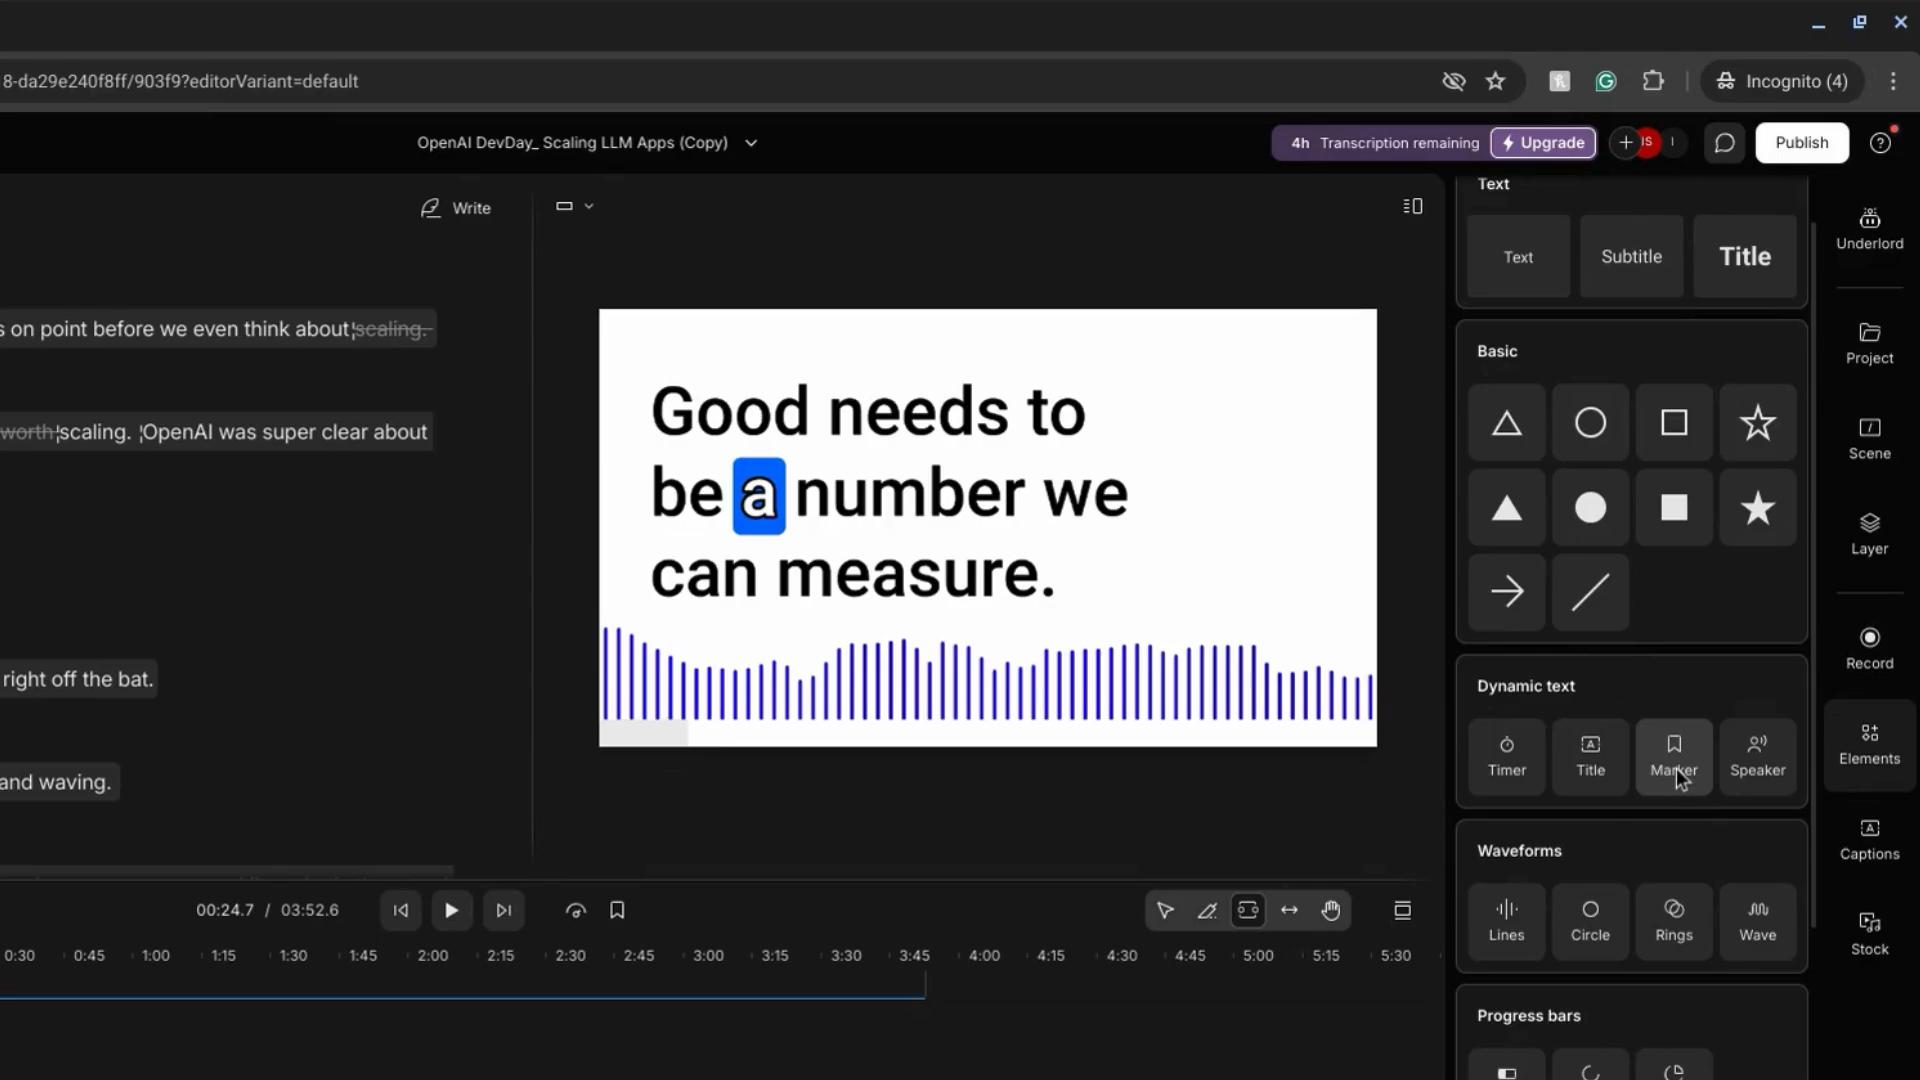 8-da29e240f8ff/903f9?editorVariant=default
Incognito (4)
OpenAI DevDay_ Scaling LLM Apps (Copy)
4h Transcription remaining
Upgrade
IS
I
Publish
Write
s on point before we even think about scaling.
worth scaling. OpenAI was super clear about
right off the bat.
and waving.
Good needs to
be a number we
can measure.
Text
Text
Subtitle
Title
Basic
Dynamic text
Timer
Title
Marker
Speaker
Waveforms
Lines
Circle
Rings
Wave
Progress bars
Underlord
Project
Scene
Layer
Record
Elements
Captions
Stock
00:24.7 / 03:52.6
0:30 0:45 1:00 1:15 1:30 1:45 2:00 2:15 2:30 2:45 3:00 3:15 3:30 3:45 4:00 4:15 4:30 4:45 5:00 5:15 5:30